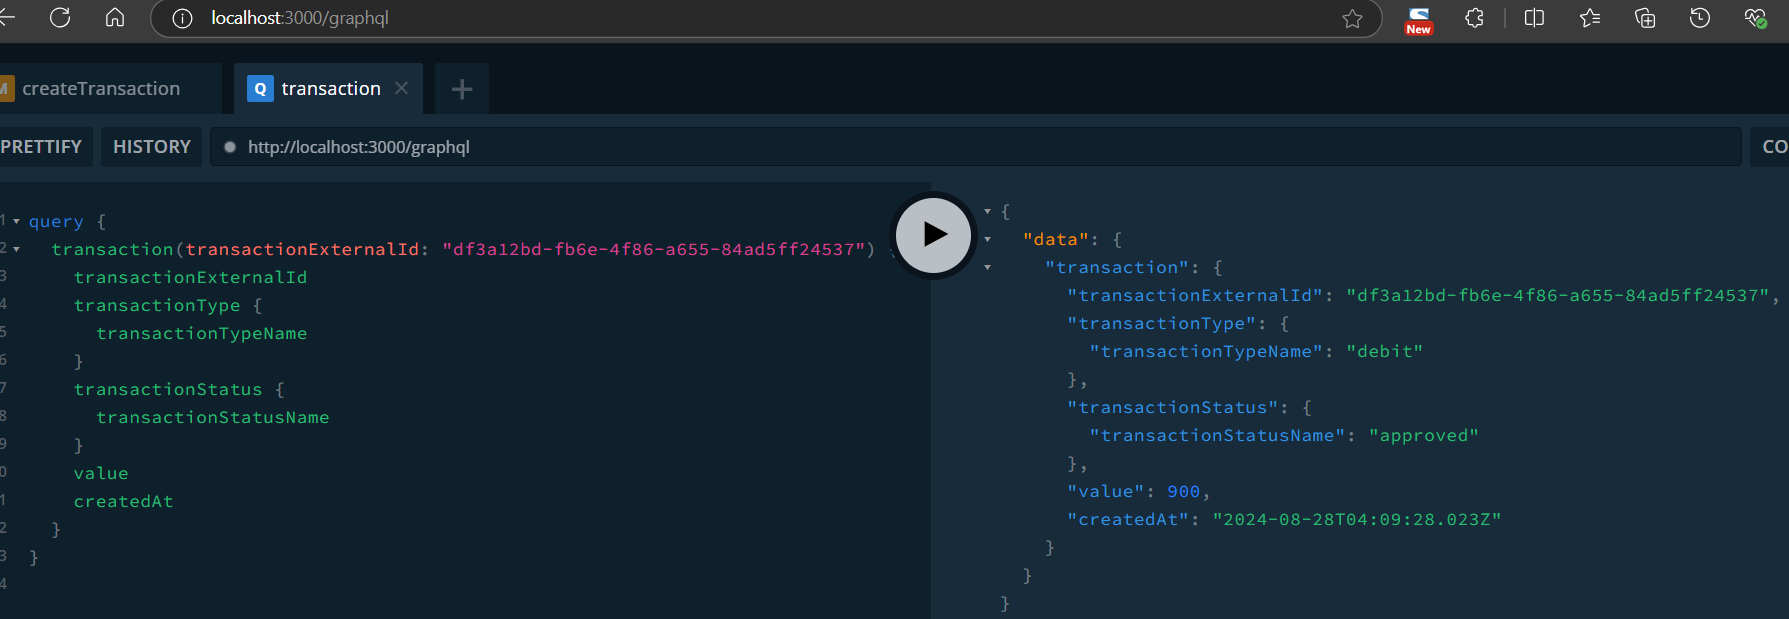 localhost:3000/graphql
New
M createTransaction
Q transaction
PRETTIFY
HISTORY
http://localhost:3000/graphql
CO
1 query {
2 transaction(transactionExternalId: "df3a12bd-fb6e-4f86-a655-84ad5ff24537") {
3 transactionExternalId
4 transactionType {
5 transactionTypeName
6 }
7 transactionStatus {
8 transactionStatusName
9 }
0 value
1 createdAt
2 }
3 }
4
{
"data": {
"transaction": {
"transactionExternalId": "df3a12bd-fb6e-4f86-a655-84ad5ff24537",
"transactionType": {
"transactionTypeName": "debit"
},
"transactionStatus": {
"transactionStatusName": "approved"
},
"value": 900,
"createdAt": "2024-08-28T04:09:28.023Z"
}
}
}